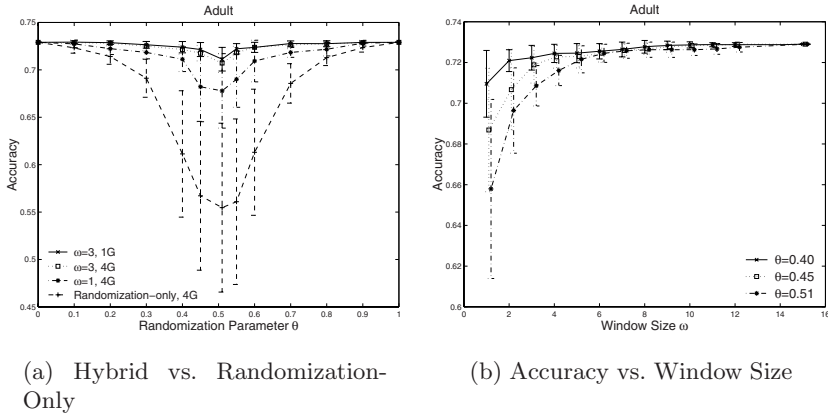 Adult
0.75
0.7
0.65
0.6
0.55
0.5
0.45
Accuracy
ω=3, 1G
ω=3, 4G
ω=1, 4G
Randomization-only, 4G
0 0.1 0.2 0.3 0.4 0.5 0.6 0.7 0.8 0.9 1
Randomization Parameter θ
(a) Hybrid vs. Randomization-
Only
Adult
0.74
0.72
0.7
0.68
0.66
0.64
0.62
0.6
Accuracy
θ=0.40
θ=0.45
θ=0.51
0 2 4 6 8 10 12 14 16
Window Size ω
(b) Accuracy vs. Window Size